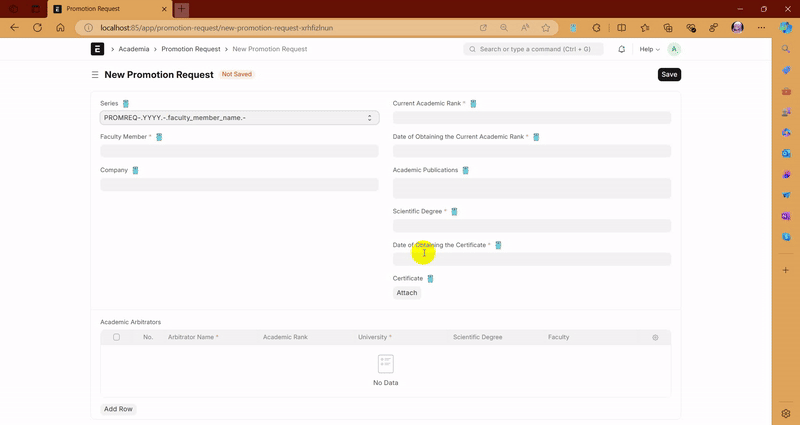 Promotion Request
localhost:85/app/promotion-request/new-promotion-request-xrhfizlnun
E
Academia
Promotion Request
New Promotion Request
Search or type a command (Ctrl + G)
Help
A
New Promotion Request
Not Saved
Save
Series
PROMREQ-.YYYY.-.faculty_member_name.-
Faculty Member *
Company
Current Academic Rank *
Date of Obtaining the Current Academic Rank *
Academic Publications
Scientific Degree *
Date of Obtaining the Certificate *
Certificate
Attach
Academic Arbitrators
No.
Arbitrator Name *
Academic Rank
University *
Scientific Degree
Faculty
No Data
Add Row